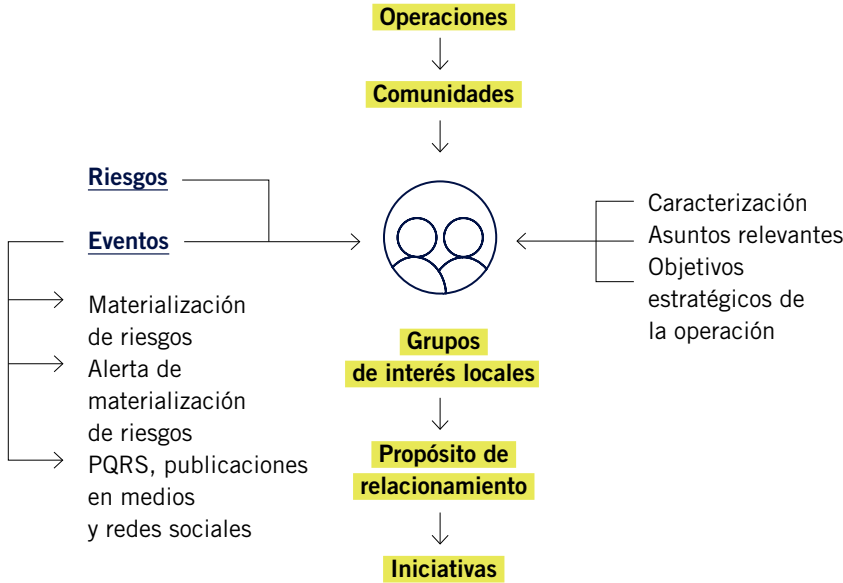 Operaciones
Comunidades
Riesgos
Eventos
Materialización
de riesgos
Alerta de
materialización
de riesgos
PQRS, publicaciones
en medios
y redes sociales
Caracterización
Asuntos relevantes
Objetivos
estratégicos de
la operación
Grupos
de interés locales
Propósito de
relacionamiento
Iniciativas